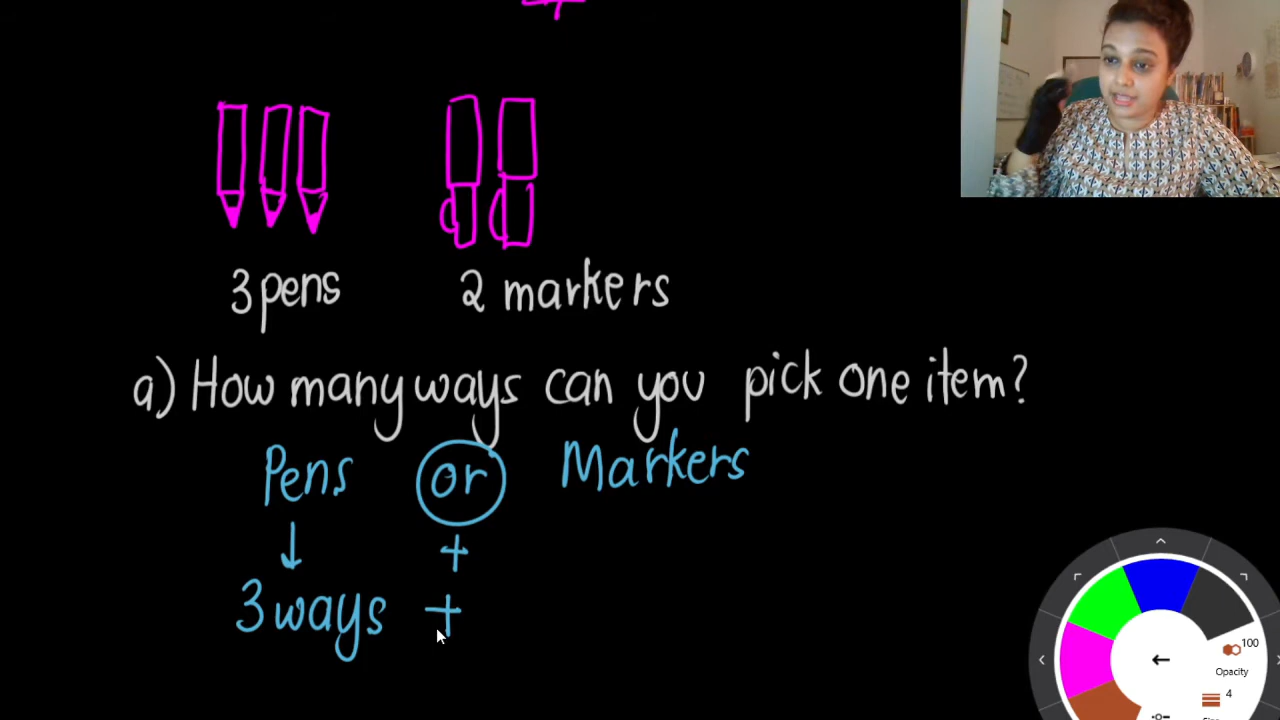 3 pens 2 markers
a) How many ways can you pick one item?
Pens or Markers
+
3 ways +
100
Opacity
4